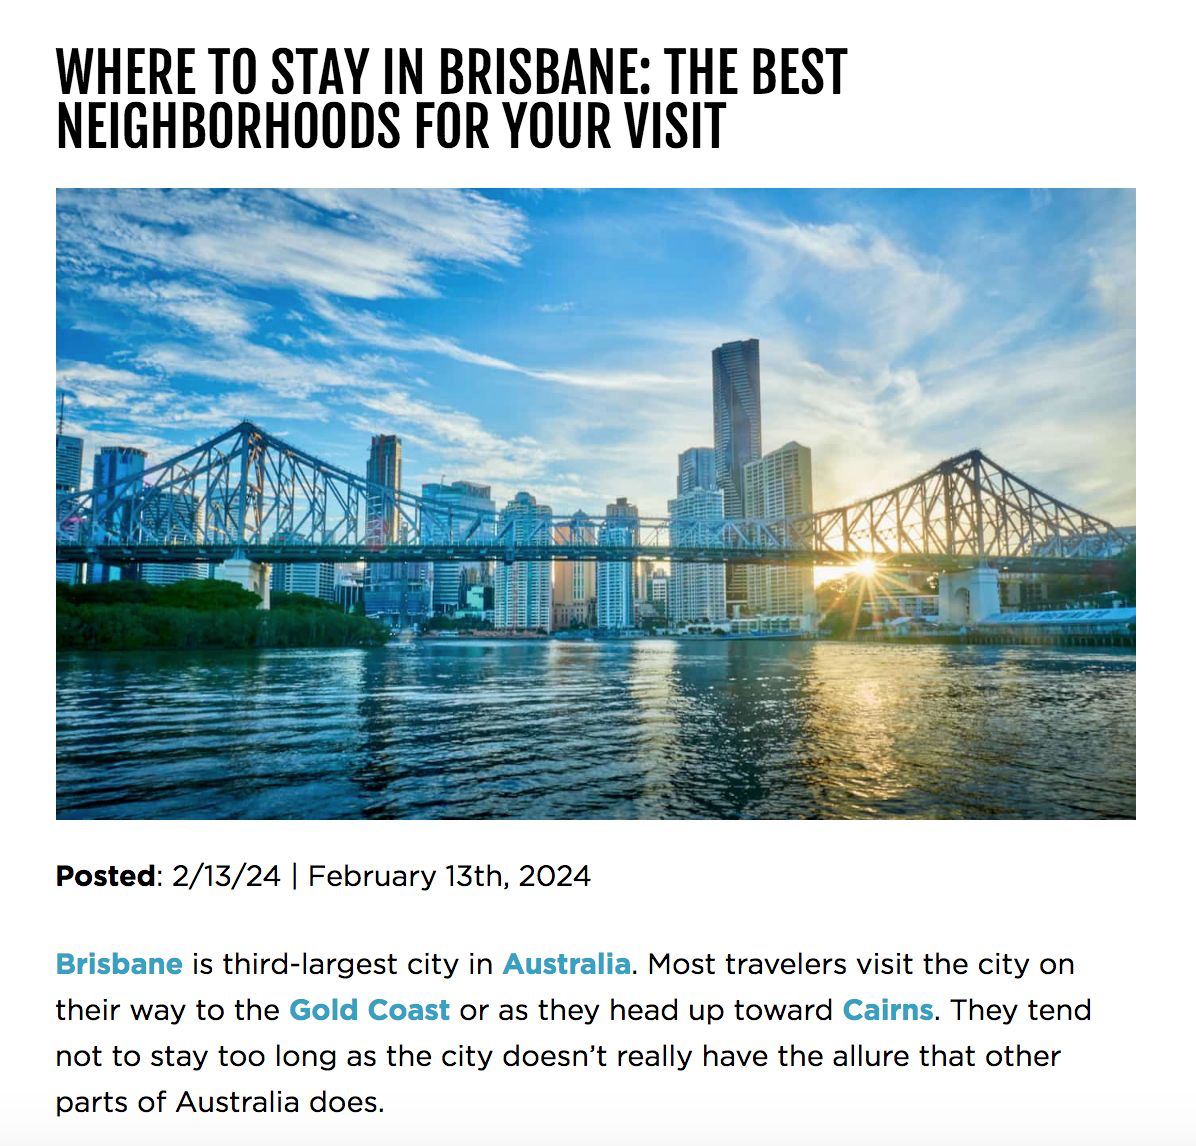 WHERE TO STAY IN BRISBANE: THE BEST
NEIGHBORHOODS FOR YOUR VISIT
Posted: 2/13/24 | February 13th, 2024
Brisbane is third-largest city in Australia. Most travelers visit the city on
their way to the Gold Coast or as they head up toward Cairns. They tend
not to stay too long as the city doesn’t really have the allure that other
parts of Australia does.